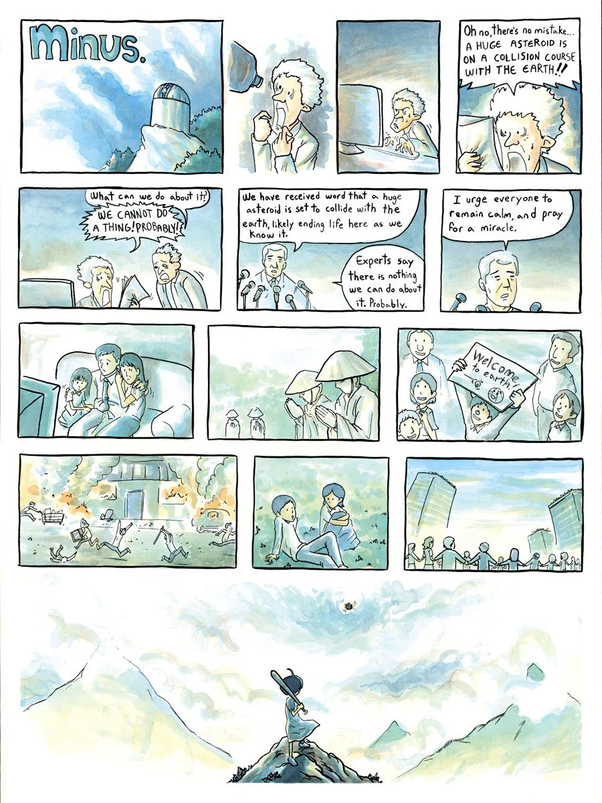 Minus.
Oh no, there's no mistake...
A HUGE ASTEROID IS
ON A COLLISION COURSE
WITH THE EARTH!!
What can we do about it?
WE CANNOT DO
A THING! PROBABLY!
We have received word that a huge
asteroid is set to collide with the
earth, likely ending life here as we
know it.
Experts say
there is nothing
we can do about
it. Probably.
I urge everyone to
remain calm, and pray
for a miracle.
Welcome
to earth!